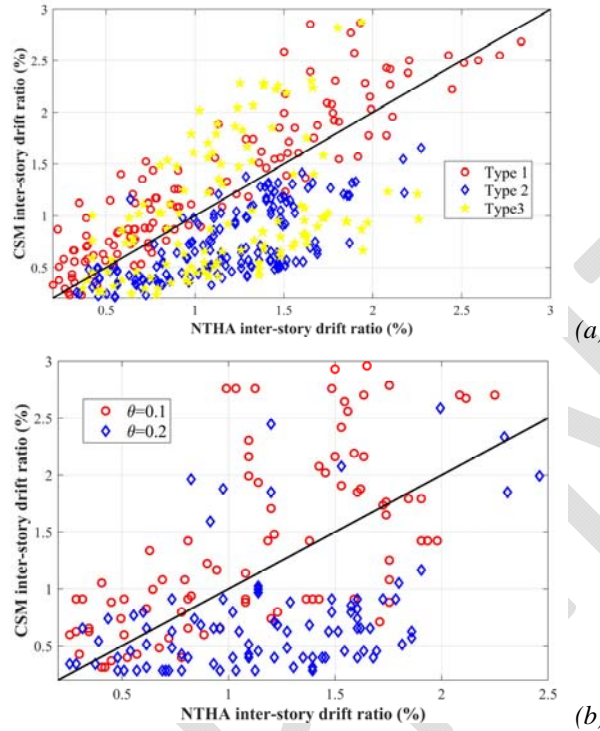 3
2.5
2
1.5
1
0.5
CSM inter-story drift ratio (%)
Type 1
Type 2
Type3
0.5
1
1.5
2
2.5
3
NTHA inter-story drift ratio (%)
(a)
3
2.5
2
1.5
1
0.5
CSM inter-story drift ratio (%)
θ=0.1
θ=0.2
0.5
1
1.5
2
2.5
NTHA inter-story drift ratio (%)
(b)